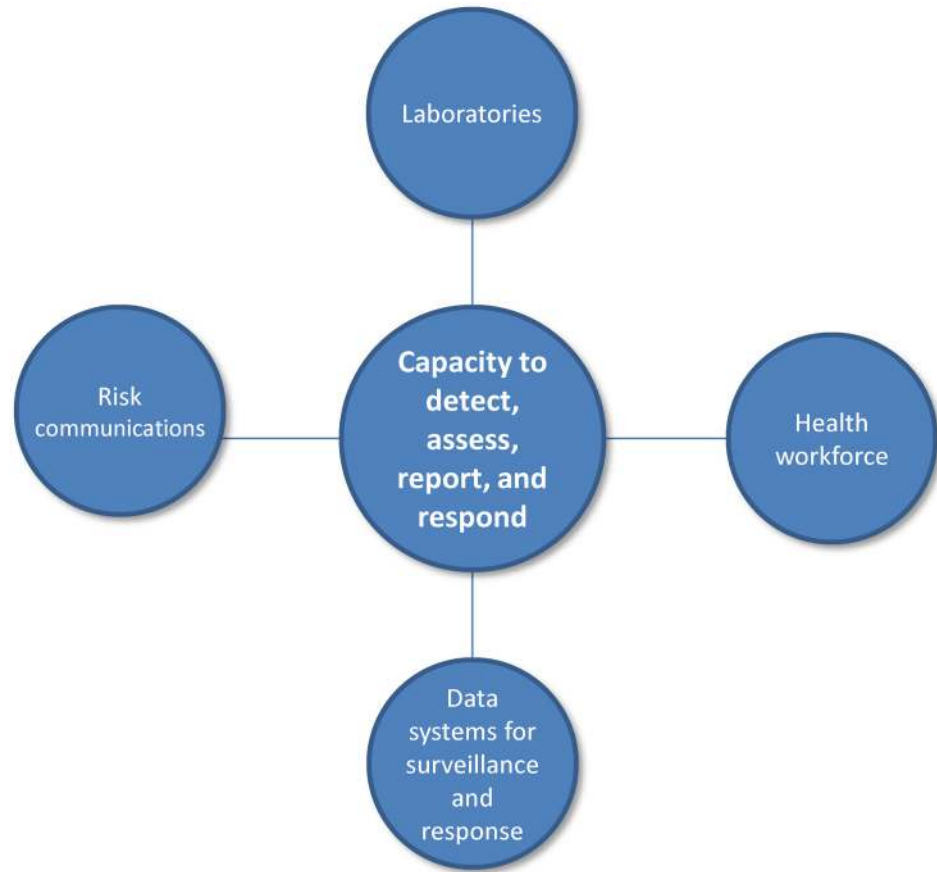 Laboratories
Risk
communications
Capacity to
detect,
assess,
report, and
respond
Health
workforce
Data
systems for
surveillance
and
response